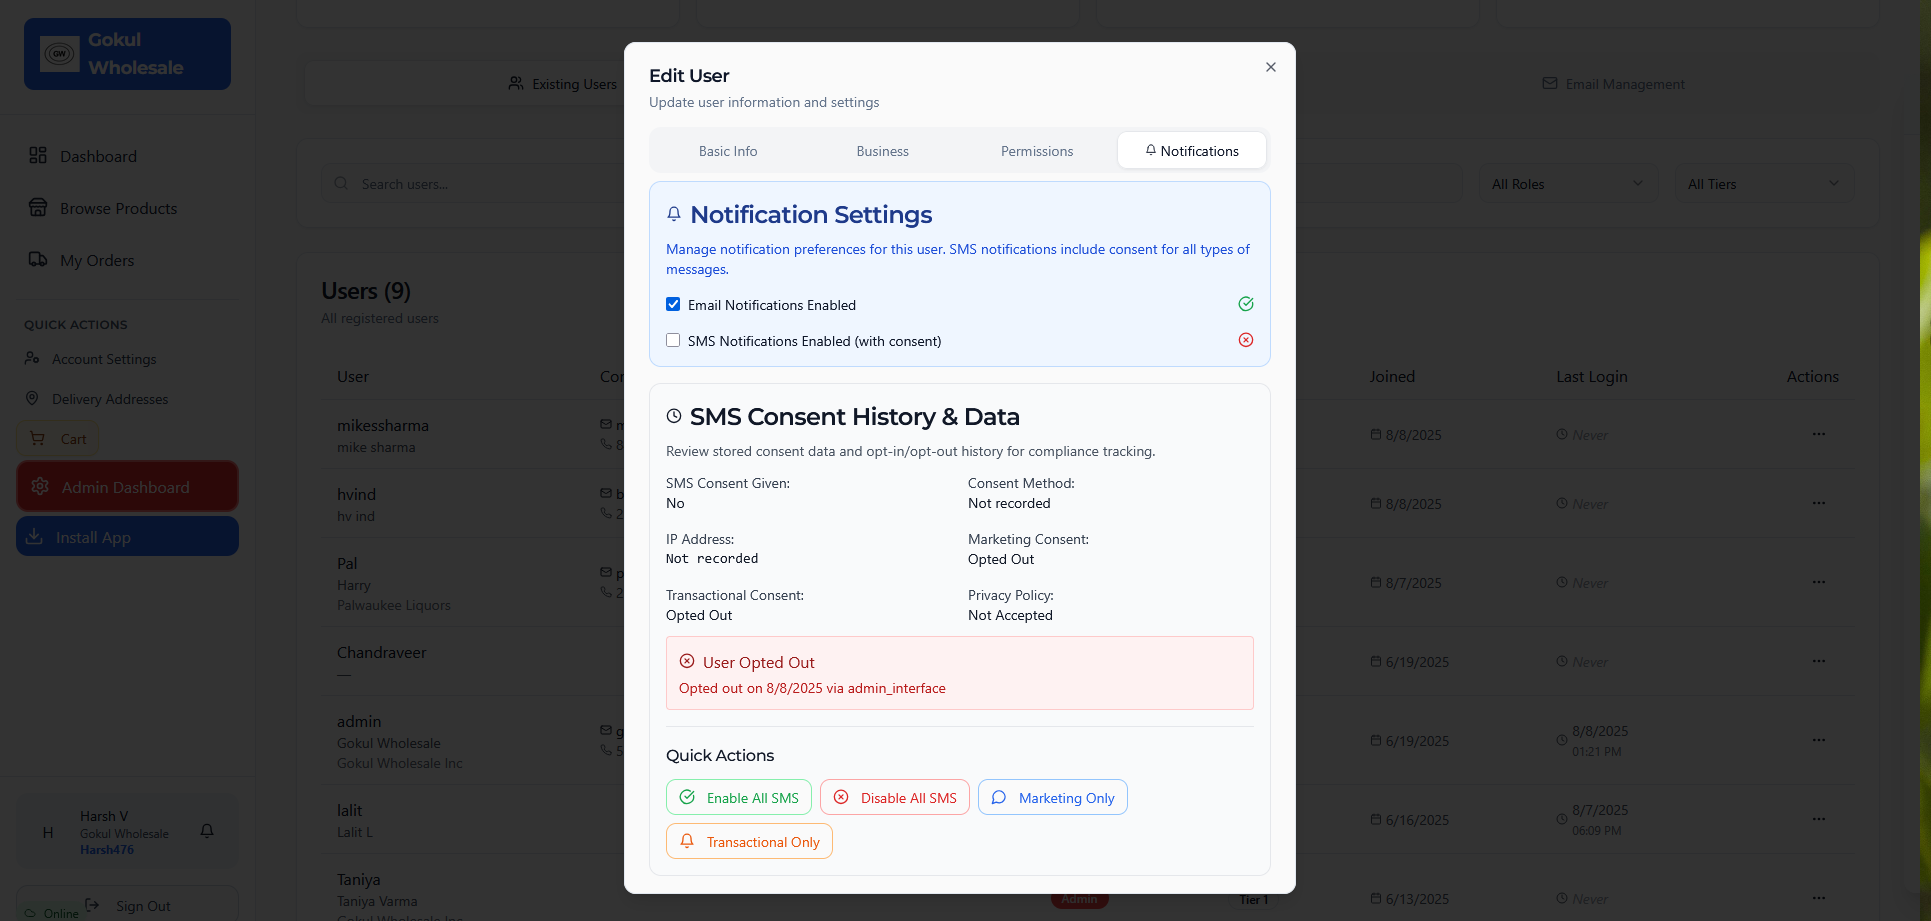 GW
Gokul
Wholesale
Dashboard
Browse Products
My Orders
QUICK ACTIONS
Account Settings
Delivery Addresses
Cart
Admin Dashboard
Install App
H
Harsh V
Gokul Wholesale
Harsh476
Online
Sign Out
Existing Users
Email Management
Search users...
All Roles
All Tiers
Users (9)
All registered users
User
Joined
Last Login
Actions
mikessharma
mike sharma
8/8/2025
Never
hvind
hv ind
8/8/2025
Never
Pal
Harry
Palwaukee Liquors
8/7/2025
Never
Chandraveer
—
6/19/2025
Never
admin
Gokul Wholesale
Gokul Wholesale Inc
6/19/2025
8/8/2025
01:21 PM
lalit
Lalit L
6/16/2025
8/7/2025
06:09 PM
Taniya
Taniya Varma
Gokul Wholesale Inc
Admin
Tier 1
6/13/2025
Never
Edit User
Update user information and settings
Basic Info
Business
Permissions
Notifications
Notification Settings
Manage notification preferences for this user. SMS notifications include consent for all types of
messages.
Email Notifications Enabled
SMS Notifications Enabled (with consent)
SMS Consent History & Data
Review stored consent data and opt-in/opt-out history for compliance tracking.
SMS Consent Given:
No
Consent Method:
Not recorded
IP Address:
Not recorded
Marketing Consent:
Opted Out
Transactional Consent:
Opted Out
Privacy Policy:
Not Accepted
User Opted Out
Opted out on 8/8/2025 via admin_interface
Quick Actions
Enable All SMS
Disable All SMS
Marketing Only
Transactional Only